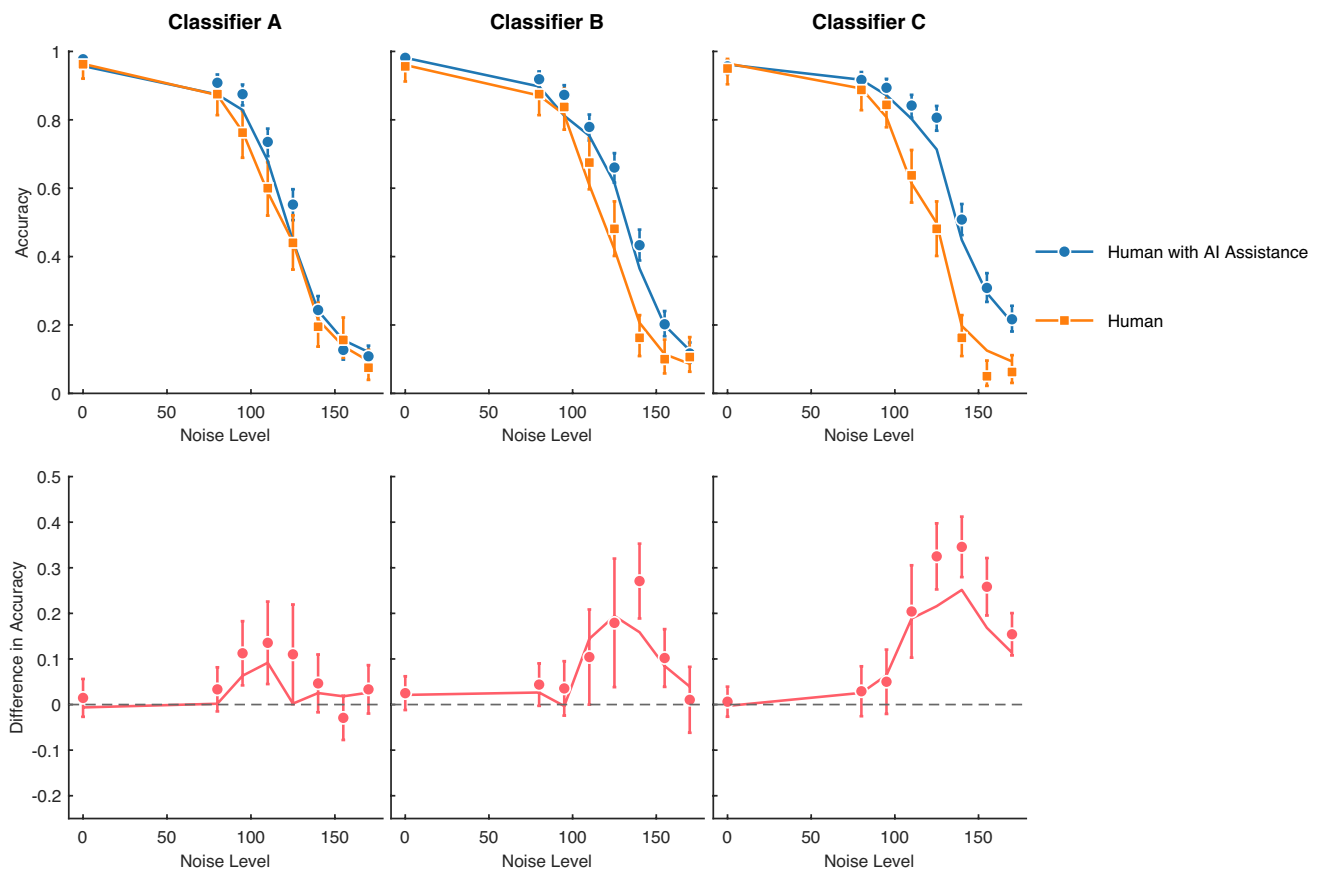 Classifier A Classifier B Classifier C
1
0.8
0.6
0.4
0.2
0
Accuracy
0 50 100 150 0 50 100 150 0 50 100 150
Noise Level Noise Level Noise Level
Human with AI Assistance
Human
0.5
0.4
0.3
0.2
0.1
0
-0.1
-0.2
Difference in Accuracy
0 50 100 150 0 50 100 150 0 50 100 150
Noise Level Noise Level Noise Level